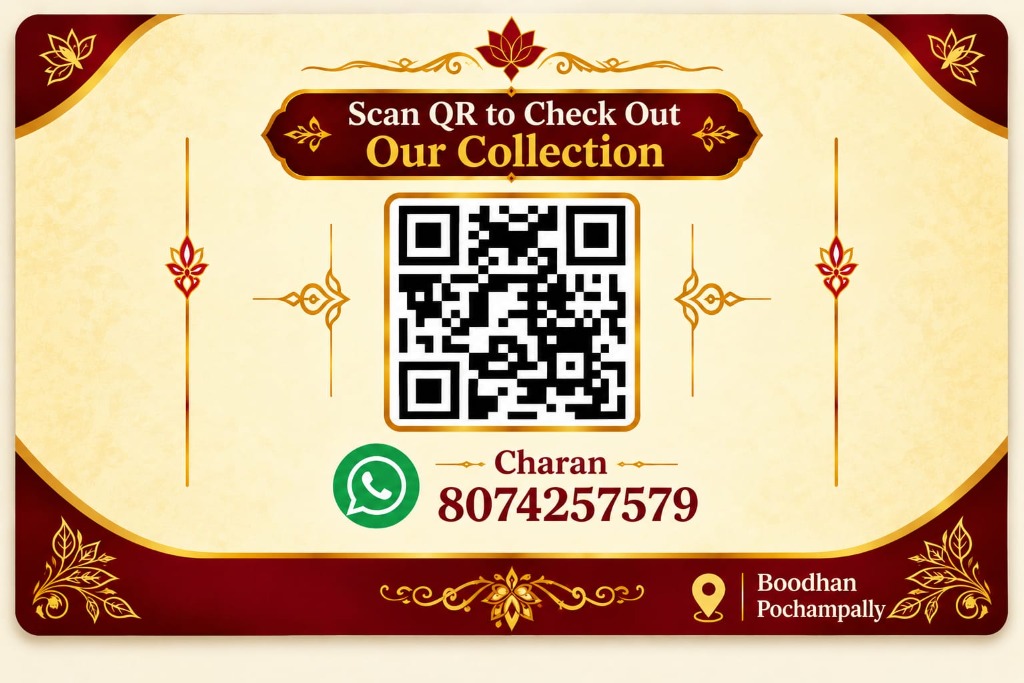 Scan QR to Check Out
Our Collection
Charan
8074257579
Boodhan
Pochampally